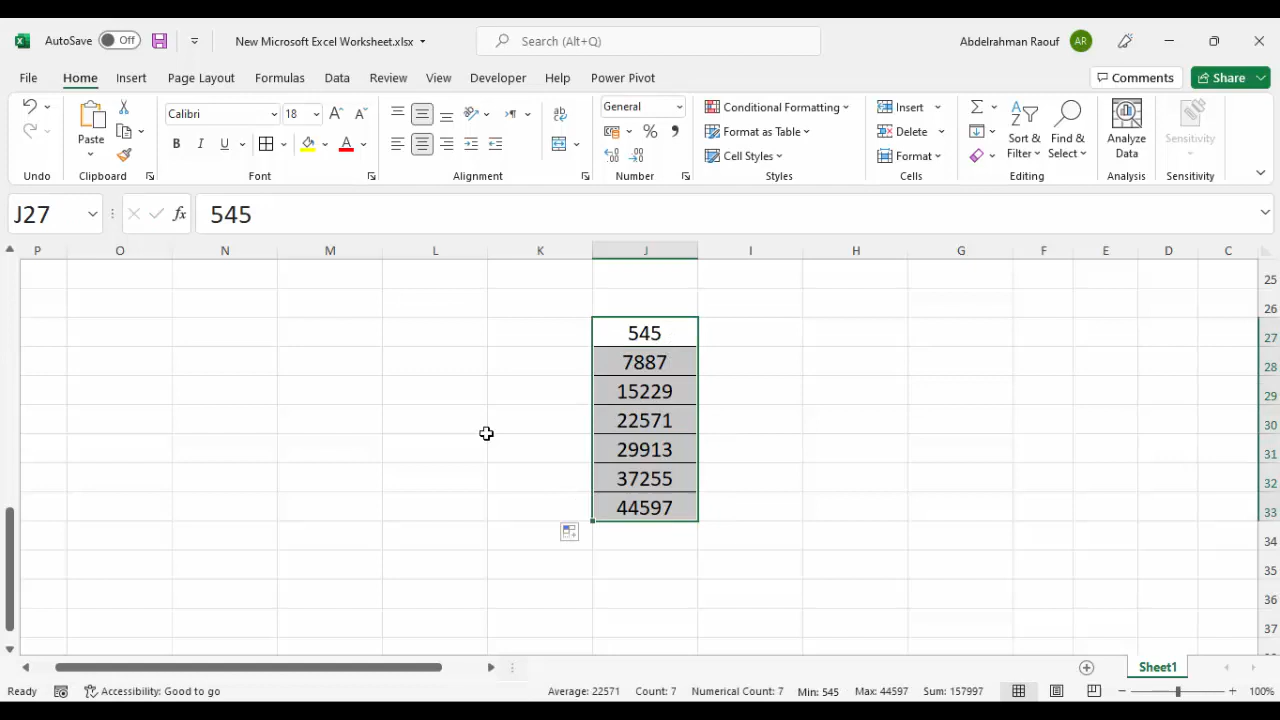 AutoSave Off New Microsoft Excel Worksheet.xlsx Search (Alt+Q) Abdelrahman Raouf AR
File Home Insert Page Layout Formulas Data Review View Developer Help Power Pivot Comments Share
Undo
Paste
Clipboard
Calibri 18
B I U A
Font
Alignment
General
%
Number
Conditional Formatting
Format as Table
Cell Styles
Styles
Insert
Delete
Format
Cells
Sort & Filter
Find & Select
Editing
Analyze Data
Analysis
Sensitivity
Sensitivity
J27 fx 545
P O N M L K J I H G F E D C
25
26
545 27
7887 28
15229 29
22571 30
29913 31
37255 32
44597 33
34
35
36
37
Sheet1
Ready Accessibility: Good to go Average: 22571 Count: 7 Numerical Count: 7 Min: 545 Max: 44597 Sum: 157997 100%